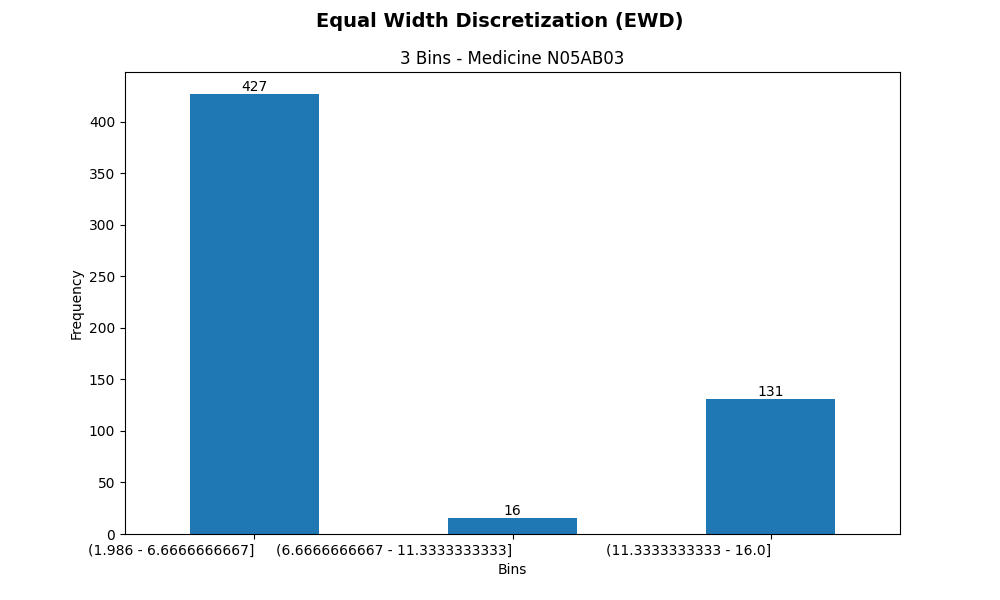 Equal Width Discretization (EWD)
3 Bins - Medicine N05AB03
427
400
350
300
250
200
150
100
50
0
Frequency
16
131
(1.986 - 6.6666666667]
(6.6666666667 - 11.3333333333]
(11.3333333333 - 16.0]
Bins